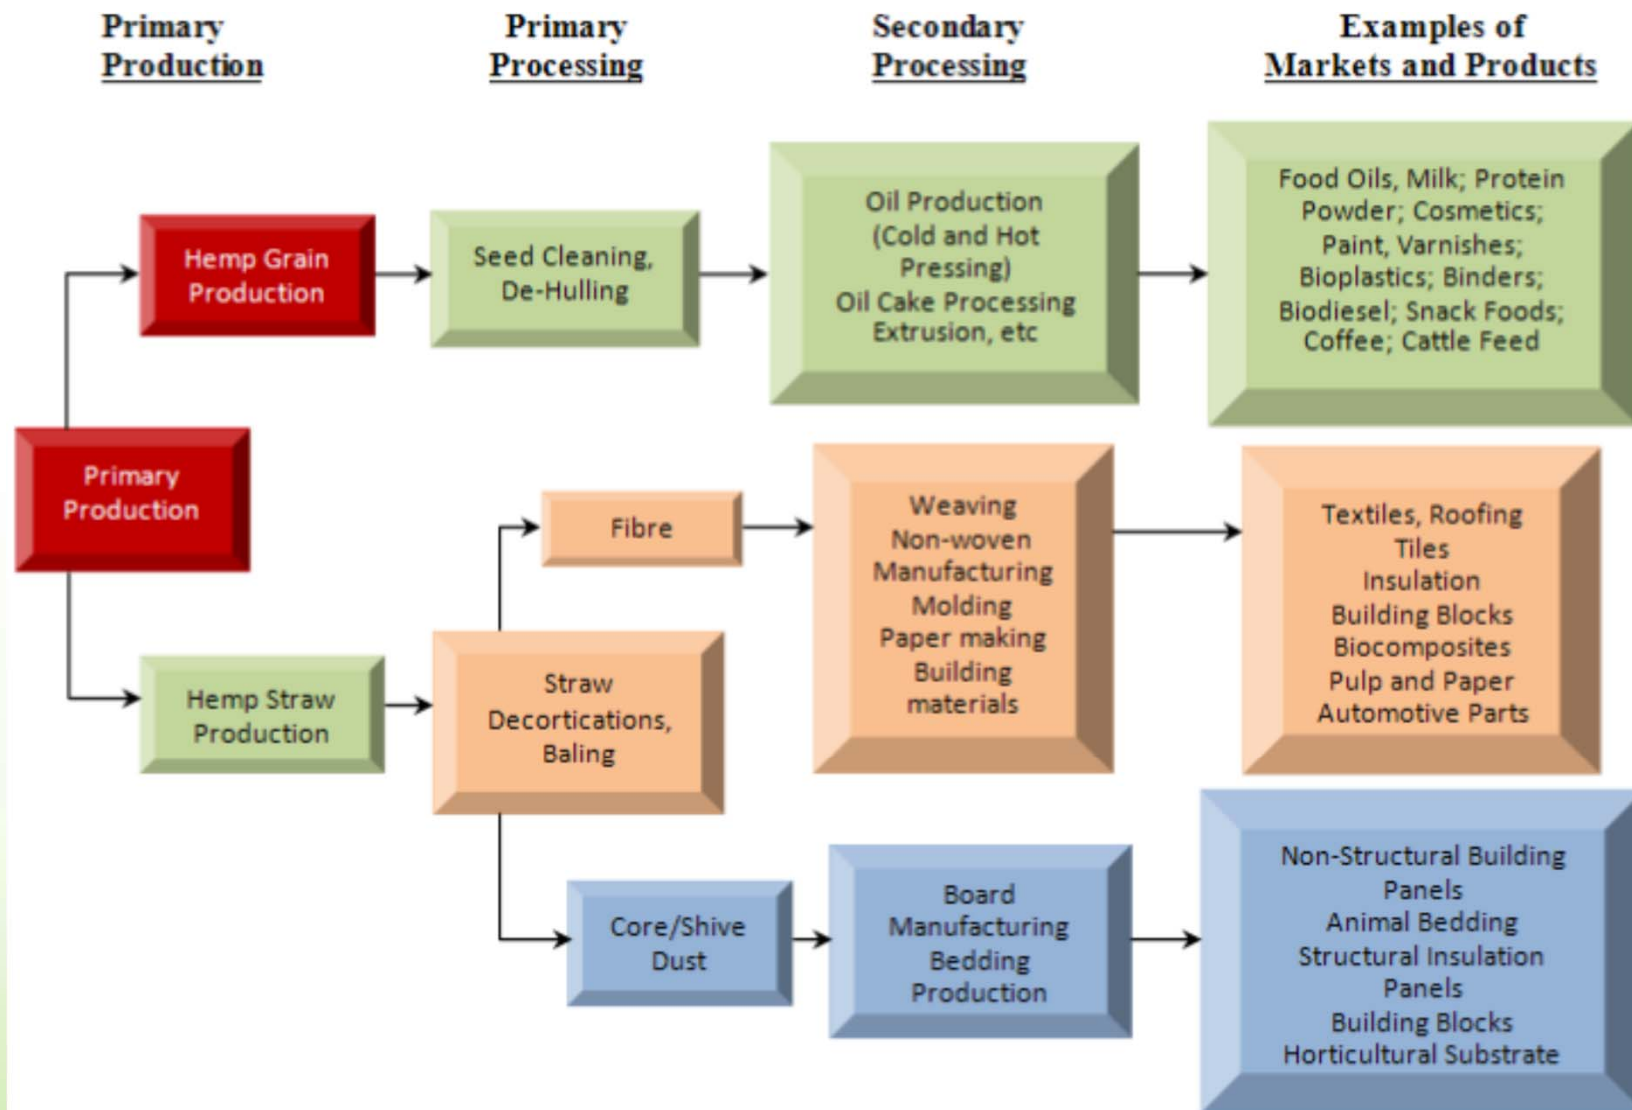 Primary
Production
Primary
Processing
Secondary
Processing
Examples of
Markets and Products
Hemp Grain
Production
Seed Cleaning,
De-Hulling
Oil Production
(Cold and Hot
Pressing)
Oil Cake Processing
Extrusion, etc
Food Oils, Milk; Protein
Powder; Cosmetics;
Paint, Varnishes;
Bioplastics; Binders;
Biodiesel; Snack Foods;
Coffee; Cattle Feed
Primary
Production
Fibre
Weaving
Non-woven
Manufacturing
Molding
Paper making
Building
materials
Textiles, Roofing
Tiles
Insulation
Building Blocks
Biocomposites
Pulp and Paper
Automotive Parts
Hemp Straw
Production
Straw
Decortications,
Baling
Core/Shive
Dust
Board
Manufacturing
Bedding
Production
Non-Structural Building
Panels
Animal Bedding
Structural Insulation
Panels
Building Blocks
Horticultural Substrate